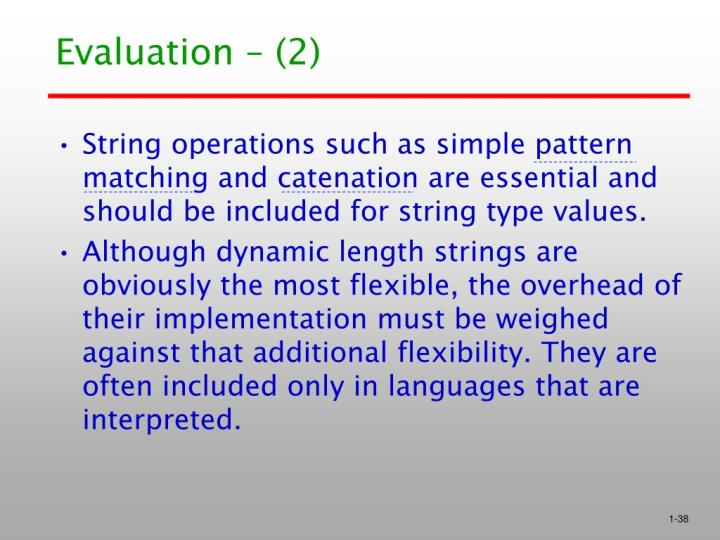 Evaluation – (2)
• String operations such as simple pattern
matching and catenation are essential and
should be included for string type values.
• Although dynamic length strings are
obviously the most flexible, the overhead of
their implementation must be weighed
against that additional flexibility. They are
often included only in languages that are
interpreted.
1-38